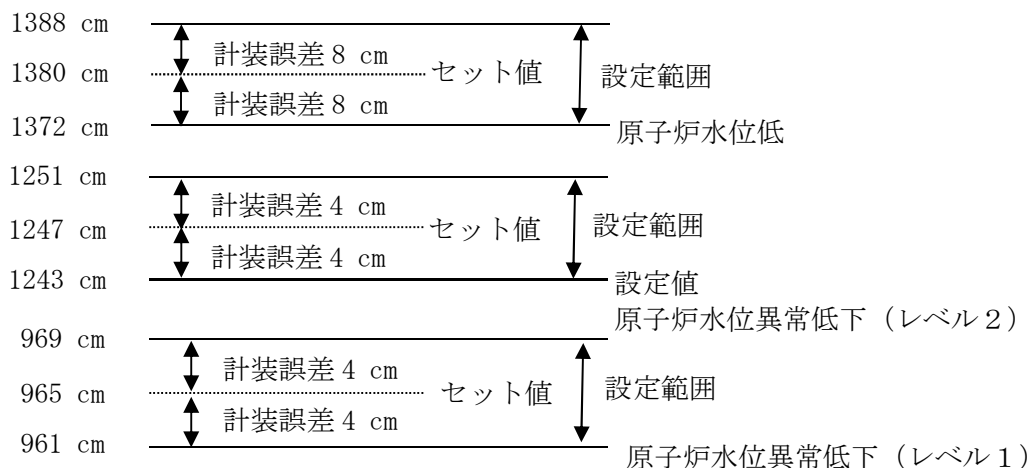 1388 cm
計装誤差 8 cm
1380 cm
セット値
設定範囲
計装誤差 8 cm
1372 cm
原子炉水位低
1251 cm
計装誤差 4 cm
1247 cm
セット値
設定範囲
計装誤差 4 cm
1243 cm
設定値
原子炉水位異常低下（レベル２）
969 cm
計装誤差 4 cm
965 cm
セット値
設定範囲
計装誤差 4 cm
961 cm
原子炉水位異常低下（レベル１）